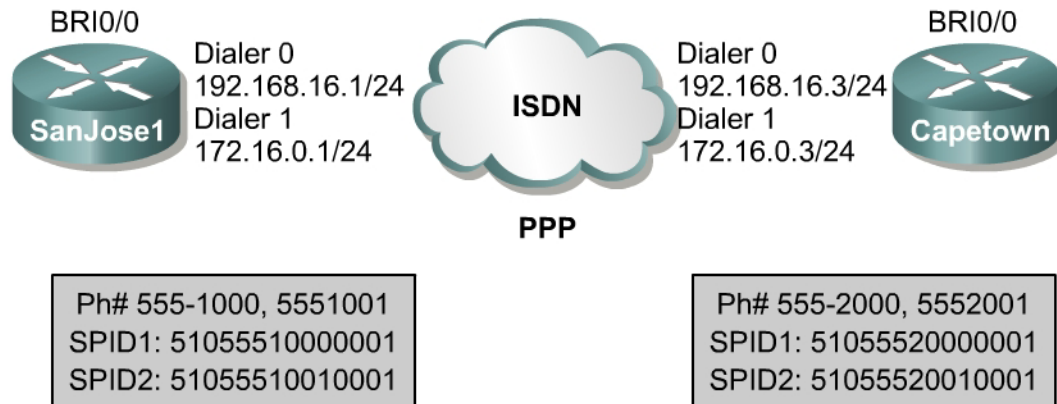 BRI0/0
SanJose1
Dialer 0
192.168.16.1/24
Dialer 1
172.16.0.1/24
ISDN
PPP
Dialer 0
192.168.16.3/24
Dialer 1
172.16.0.3/24
BRI0/0
Capetown
Ph# 555-1000, 5551001
SPID1: 51055510000001
SPID2: 51055510010001
Ph# 555-2000, 5552001
SPID1: 51055520000001
SPID2: 51055520010001